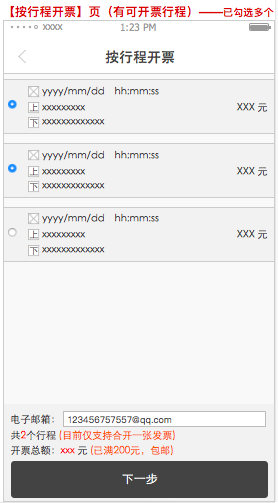 【按行程开票】页（有可开票行程）——已勾选多个
xxxx 1:23 PM
按行程开票
yyyy/mm/dd hh:mm:ss
上 xxxxxxxxx XXX 元
下 xxxxxxxxxxxxx
yyyy/mm/dd hh:mm:ss
上 xxxxxxxxx XXX 元
下 xxxxxxxxxxxxx
yyyy/mm/dd hh:mm:ss
上 xxxxxxxxx XXX 元
下 xxxxxxxxxxxxx
电子邮箱： 123456757557@qq.com
共2个行程 (目前仅支持合开一张发票)
开票总额：xxx 元 (已满200元，包邮)
下一步